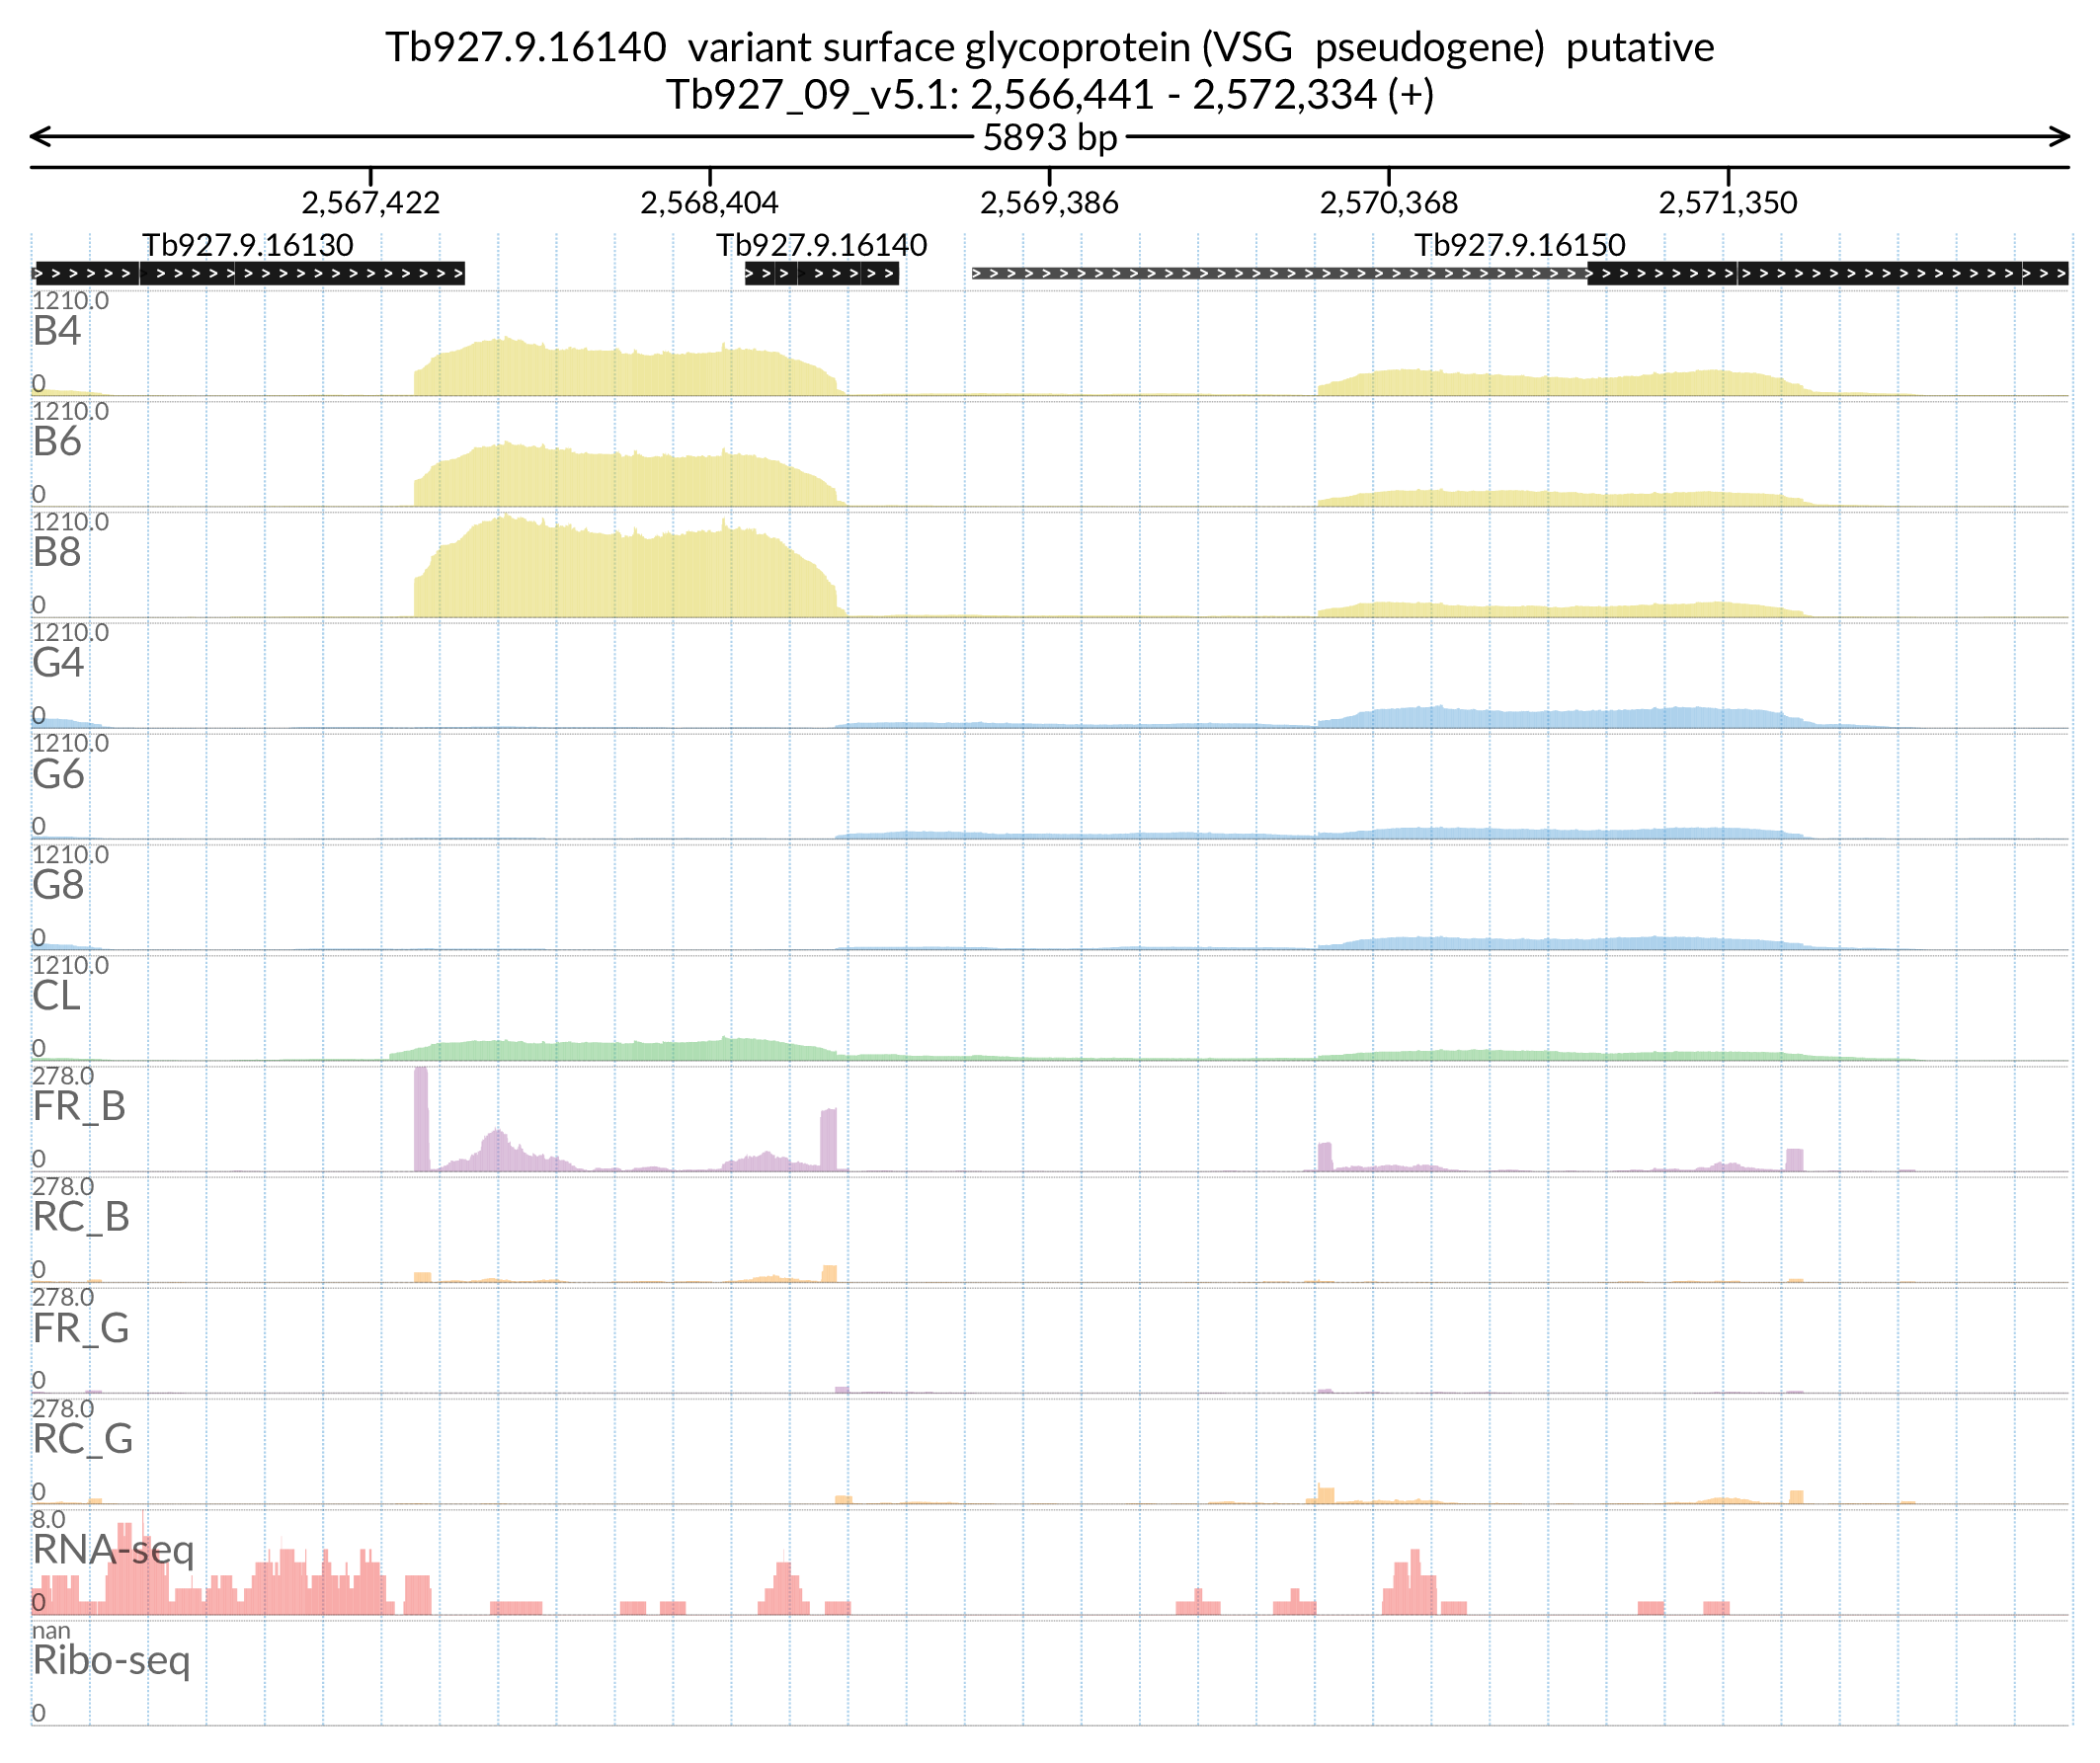 Tb927.9.16140 variant surface glycoprotein (VSG pseudogene) putative
Tb927_09_v5.1: 2,566,441 - 2,572,334 (+)
5893 bp
2,567,422 2,568,404 2,569,386 2,570,368 2,571,350
Tb927.9.16130 Tb927.9.16140 Tb927.9.16150
1210.0
B4
0
1210.0
B6
0
1210.0
B8
0
1210.0
G4
0
1210.0
G6
0
1210.0
G8
0
1210.0
CL
0
278.0
FR_B
0
278.0
RC_B
0
278.0
FR_G
0
278.0
RC_G
0
8.0
RNA-seq
0
nan
Ribo-seq
0